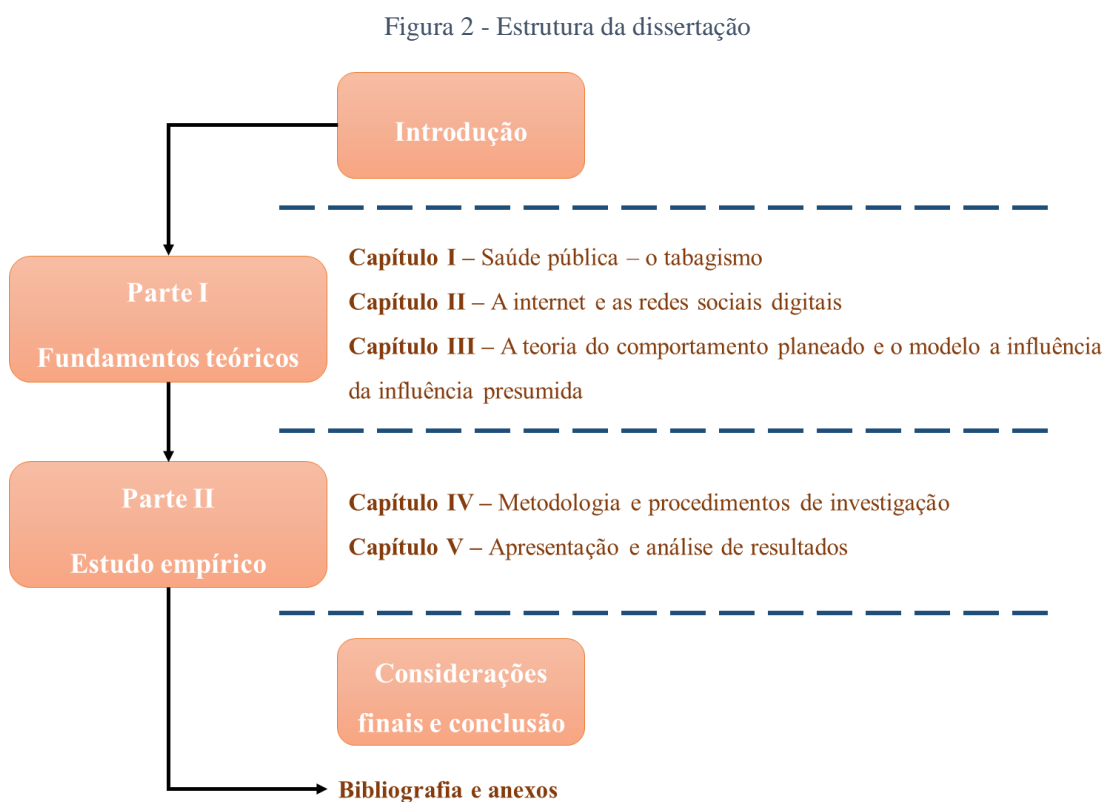 Figura 2 - Estrutura da dissertação
Introdução
Parte I
Fundamentos teóricos
Capítulo I – Saúde pública – o tabagismo
Capítulo II – A internet e as redes sociais digitais
Capítulo III – A teoria do comportamento planeado e o modelo a influência
da influência presumida
Parte II
Estudo empírico
Capítulo IV – Metodologia e procedimentos de investigação
Capítulo V – Apresentação e análise de resultados
Considerações
finais e conclusão
Bibliografia e anexos